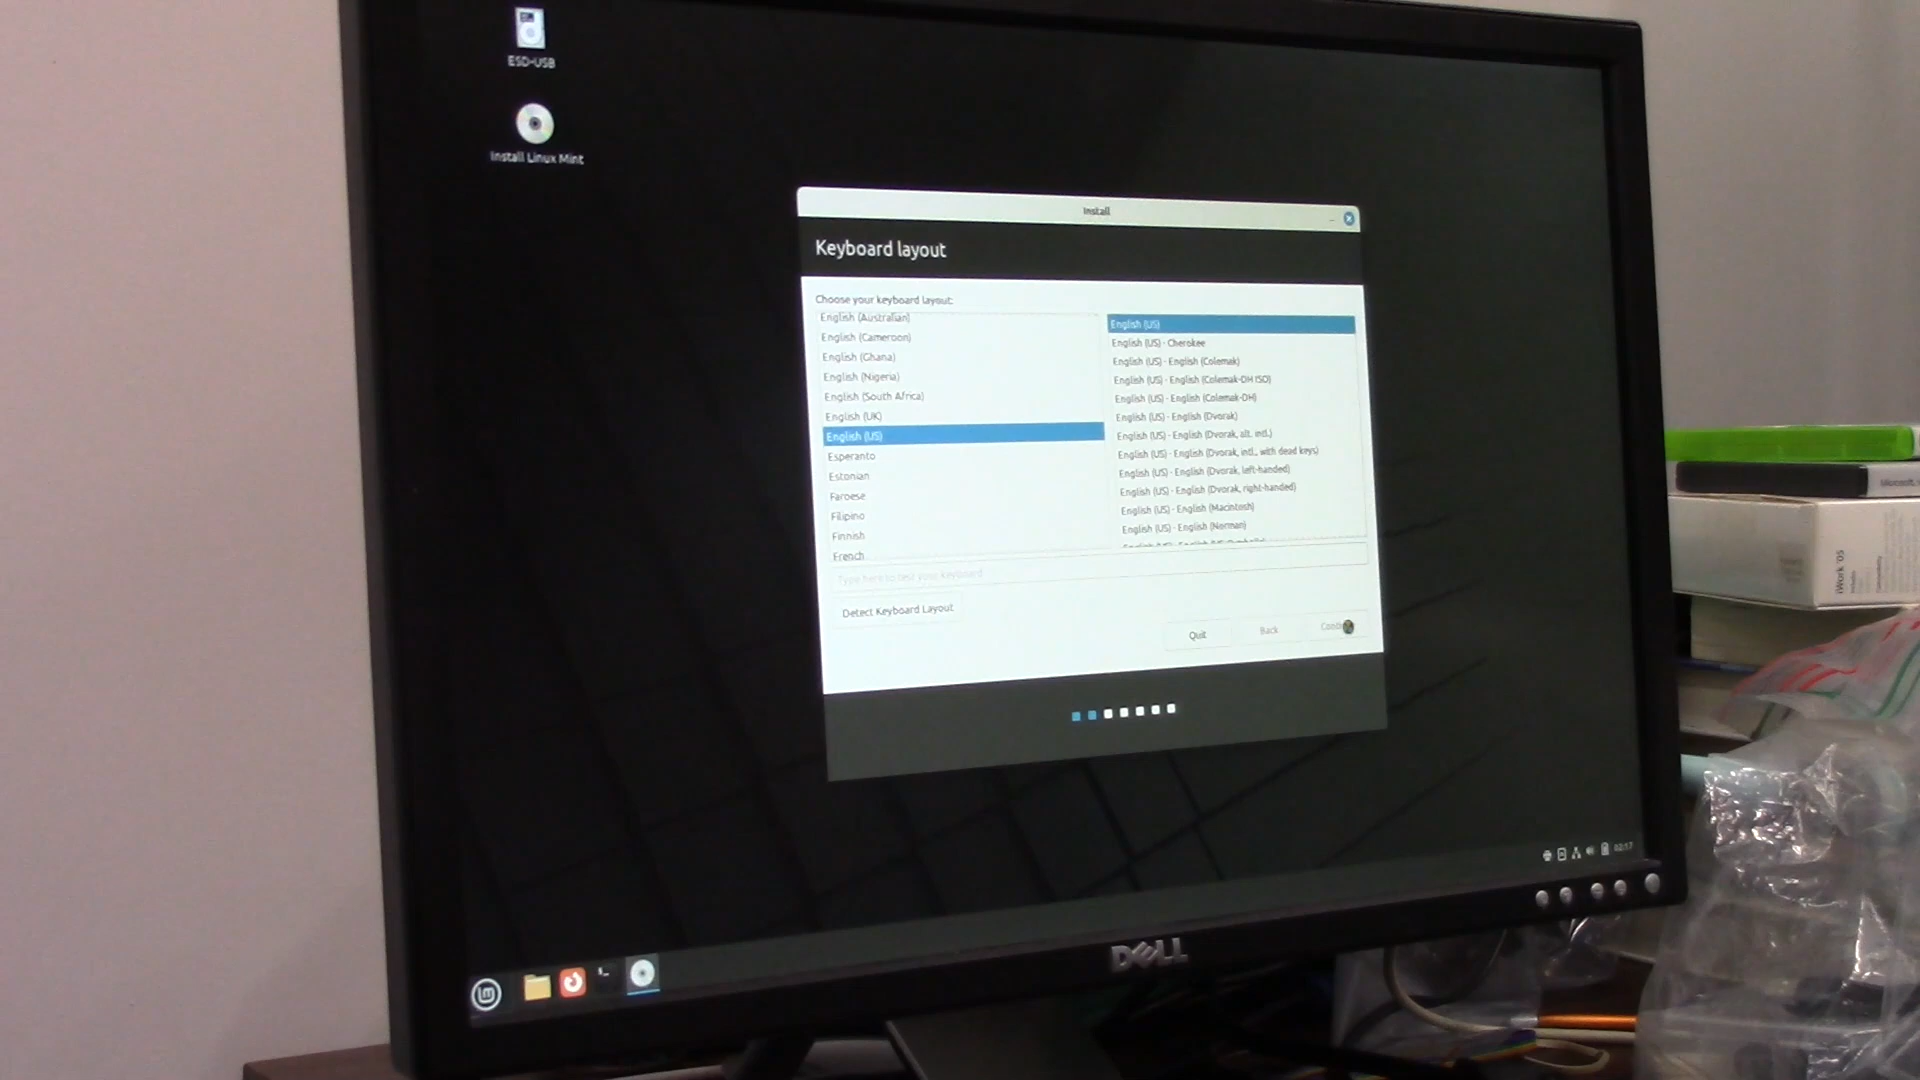 ESD-USB
Install Linux Mint
Install
Keyboard layout
Choose your keyboard layout:
English (Australian)
English (Cameroon)
English (Ghana)
English (Nigeria)
English (South Africa)
English (UK)
English (US)
Esperanto
Estonian
Faroese
Filipino
Finnish
French
English (US)
English (US) - Cherokee
English (US) - English (Colemak)
English (US) - English (Colemak-DH ISO)
English (US) - English (Colemak-DH)
English (US) - English (Dvorak)
English (US) - English (Dvorak, alt. intl.)
English (US) - English (Dvorak, intl., with dead keys)
English (US) - English (Dvorak, left-handed)
English (US) - English (Dvorak, right-handed)
English (US) - English (Macintosh)
English (US) - English (Norman)
Type here to test your keyboard
Detect Keyboard Layout
Quit
Back
02:17
DELL
Microsoft
iWork '05